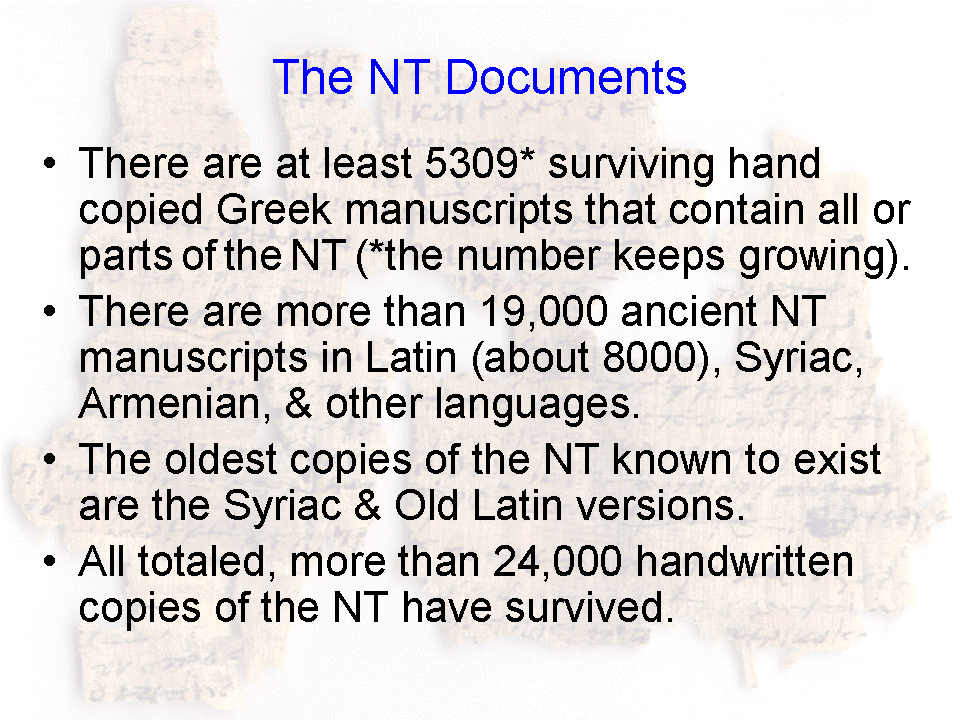 The NT Documents
• There are at least 5309* surviving hand
copied Greek manuscripts that contain all or
parts of the NT (*the number keeps growing).
• There are more than 19,000 ancient NT
manuscripts in Latin (about 8000), Syriac,
Armenian, & other languages.
• The oldest copies of the NT known to exist
are the Syriac & Old Latin versions.
• All totaled, more than 24,000 handwritten
copies of the NT have survived.